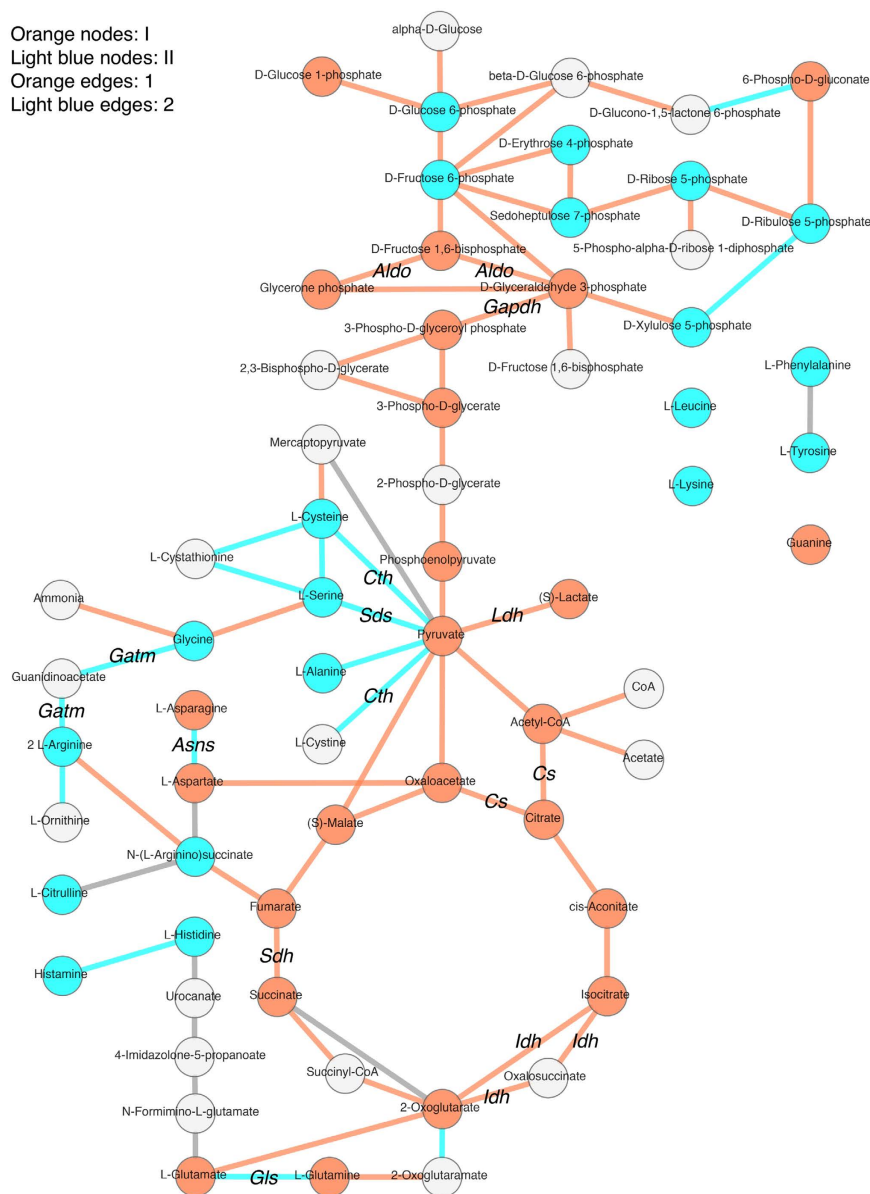 Orange nodes: I
Light blue nodes: II
Orange edges: 1
Light blue edges: 2
alpha-D-Glucose
D-Glucose 1-phosphate
beta-D-Glucose 6-phosphate
6-Phospho-D-gluconate
D-Glucose 6-phosphate
D-Glucono-1,5-lactone 6-phosphate
D-Erythrose 4-phosphate
D-Fructose 6-phosphate
D-Ribose 5-phosphate
Sedoheptulose 7-phosphate
D-Ribulose 5-phosphate
D-Fructose 1,6-bisphosphate
5-Phospho-alpha-D-ribose 1-diphosphate
Aldo
Aldo
Glycerone phosphate
D-Glyceraldehyde 3-phosphate
Gapdh
3-Phospho-D-glyceroyl phosphate
D-Xylulose 5-phosphate
2,3-Bisphospho-D-glycerate
D-Fructose 1,6-bisphosphate
L-Phenylalanine
3-Phospho-D-glycerate
L-Leucine
Mercaptopyruvate
L-Tyrosine
2-Phospho-D-glycerate
L-Lysine
L-Cysteine
Guanine
L-Cystathionine
Phosphoenolpyruvate
Cth
Ammonia
L-Serine
(S)-Lactate
Sds
Ldh
Glycine
Pyruvate
Gatm
Guanidinoacetate
L-Alanine
CoA
Cth
L-Asparagine
Gatm
Acetyl-CoA
2 L-Arginine
Asns
L-Cystine
Acetate
L-Aspartate
Oxaloacetate
Cs
Cs
L-Ornithine
(S)-Malate
Citrate
N-(L-Arginino)succinate
L-Citrulline
Fumarate
cis-Aconitate
L-Histidine
Sdh
Histamine
Urocanate
Succinate
Isocitrate
Idh
Idh
4-Imidazolone-5-propanoate
Succinyl-CoA
Oxalosuccinate
Idh
N-Formimino-L-glutamate
2-Oxoglutarate
L-Glutamate
Gls
L-Glutamine
2-Oxoglutaramate